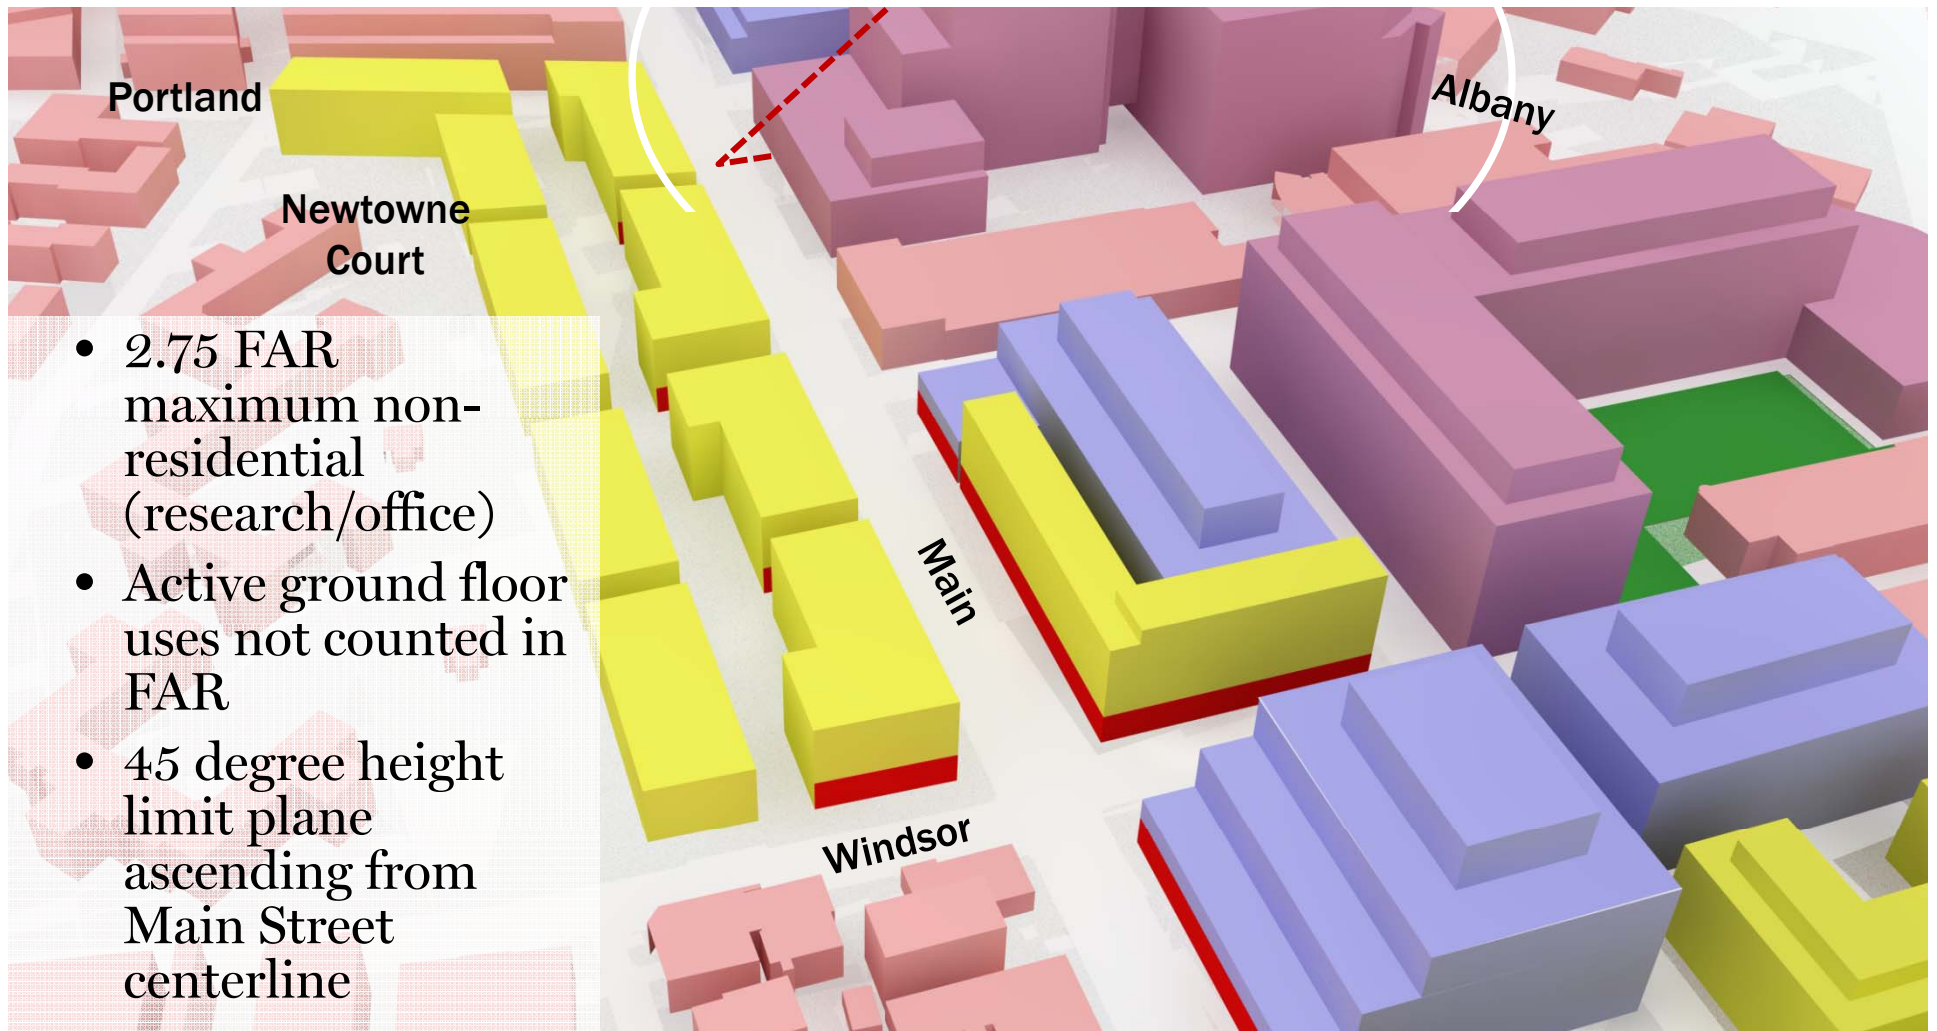 Portland
Albany
Newtowne
Court
• 2.75 FAR
maximum non-
residential
(research/office)
• Active ground floor
uses not counted in
FAR
• 45 degree height
limit plane
ascending from
Main Street
centerline
Main
Windsor